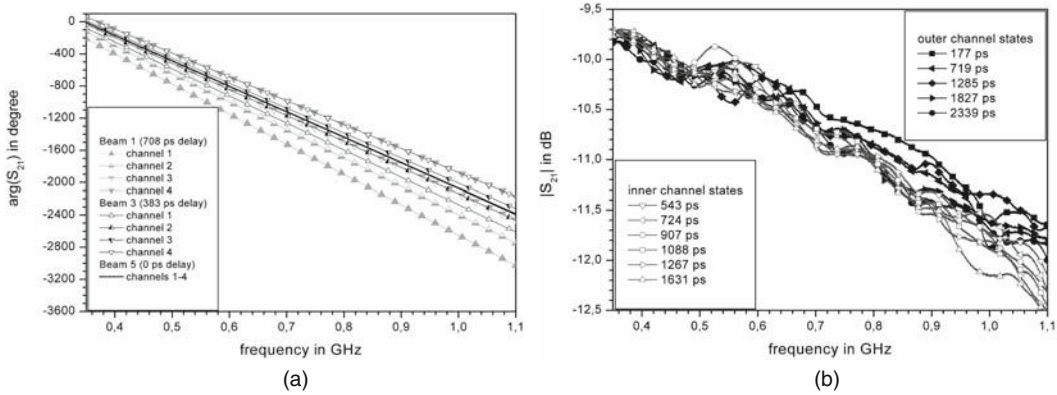 0
-400
-800
-1200
-1600
-2000
-2400
-2800
-3200
-3600
arg(S21) in degree
Beam 1 (708 ps delay)
channel 1
channel 2
channel 3
channel 4
Beam 3 (383 ps delay)
channel 1
channel 2
channel 3
channel 4
Beam 5 (0 ps delay)
channels 1-4
0,4 0,5 0,6 0,7 0,8 0,9 1,0 1,1
frequency in GHz
(a)
-9,5
-10,0
-10,5
-11,0
-11,5
-12,0
-12,5
|S21| in dB
outer channel states
177 ps
719 ps
1285 ps
1827 ps
2339 ps
inner channel states
543 ps
724 ps
907 ps
1088 ps
1267 ps
1631 ps
0,4 0,5 0,6 0,7 0,8 0,9 1,0 1,1
frequency in GHz
(b)